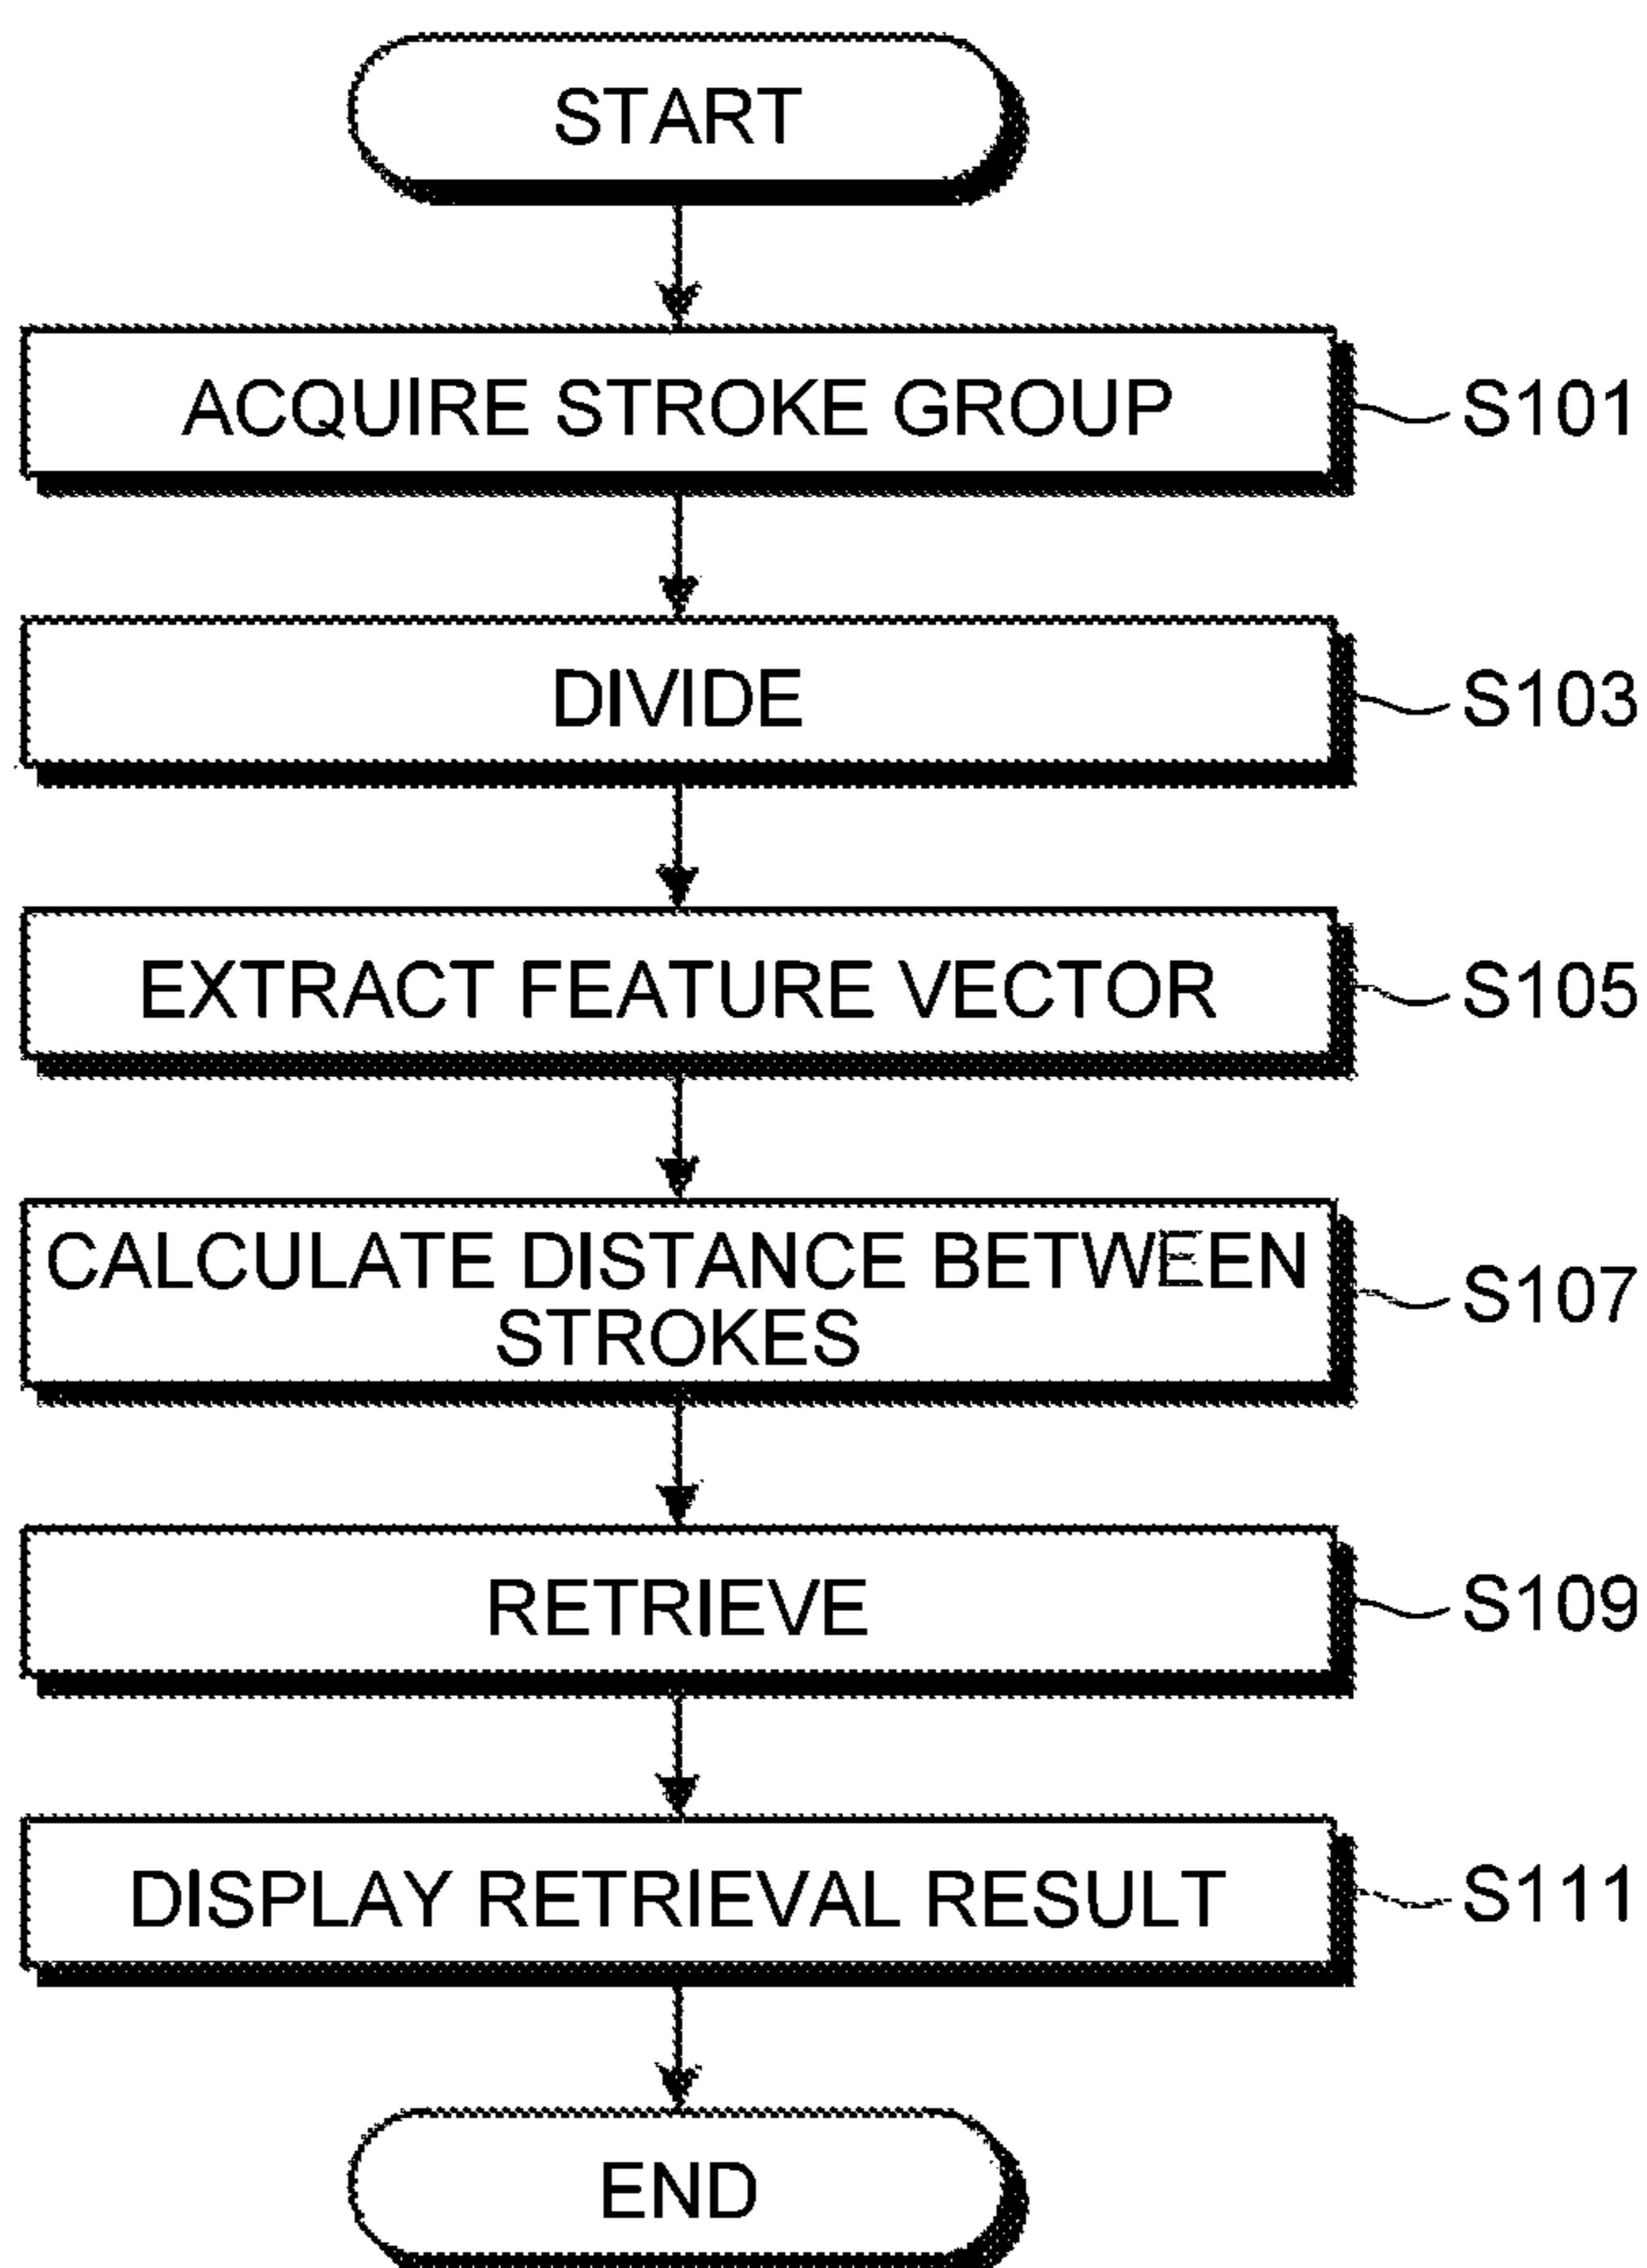 START
ACQUIRE STROKE GROUP
S101
DIVIDE
S103
EXTRACT FEATURE VECTOR
S105
CALCULATE DISTANCE BETWEEN
STROKES
S107
RETRIEVE
S109
DISPLAY RETRIEVAL RESULT
S111
END